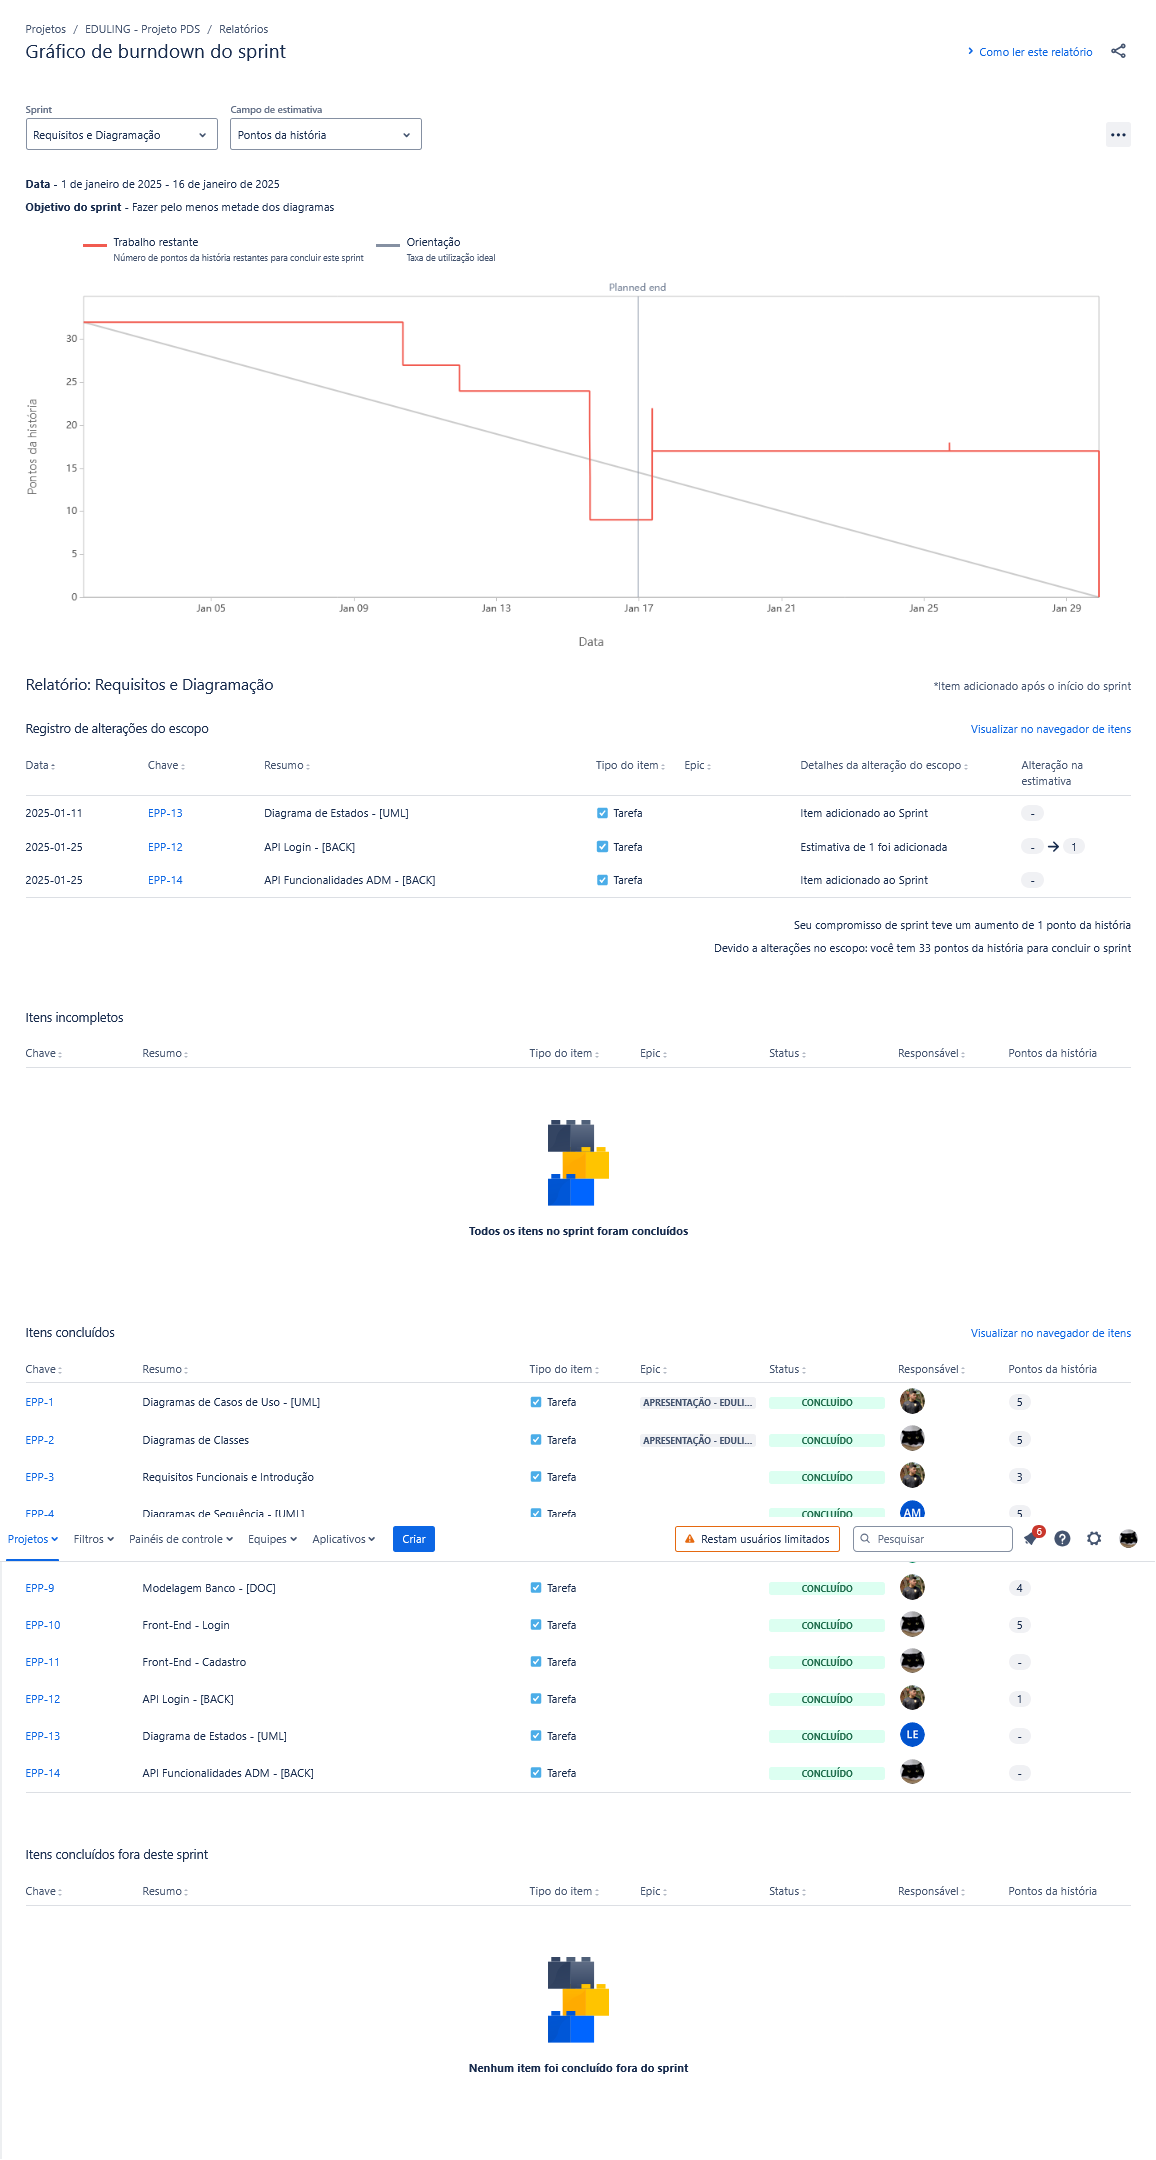 Projetos / EDULING - Projeto PDS / Relatórios
Gráfico de burndown do sprint
Como ler este relatório
Sprint Campo de estimativa
Requisitos e Diagramação Pontos da história
Data - 1 de janeiro de 2025 - 16 de janeiro de 2025
Objetivo do sprint - Fazer pelo menos metade dos diagramas
Trabalho restante Orientação
Número de pontos da história restantes para concluir este sprint Taxa de utilização ideal
Planned end
30
25
20
15
10
5
0
Pontos da história
Jan 05 Jan 09 Jan 13 Jan 17 Jan 21 Jan 25 Jan 29
Data
Relatório: Requisitos e Diagramação *Item adicionado após o início do sprint
Registro de alterações do escopo Visualizar no navegador de itens
Data Chave Resumo Tipo do item Epic Detalhes da alteração do escopo Alteração na
estimativa
2025-01-11 EPP-13 Diagrama de Estados - [UML] Tarefa Item adicionado ao Sprint -
2025-01-25 EPP-12 API Login - [BACK] Tarefa Estimativa de 1 foi adicionada - → 1
2025-01-25 EPP-14 API Funcionalidades ADM - [BACK] Tarefa Item adicionado ao Sprint -
Seu compromisso de sprint teve um aumento de 1 ponto da história
Devido a alterações no escopo: você tem 33 pontos da história para concluir o sprint
Itens incompletos
Chave Resumo Tipo do item Epic Status Responsável Pontos da história
Todos os itens no sprint foram concluídos
Itens concluídos Visualizar no navegador de itens
Chave Resumo Tipo do item Epic Status Responsável Pontos da história
EPP-1 Diagramas de Casos de Uso - [UML] Tarefa APRESENTAÇÃO - EDULI... CONCLUÍDO 5
EPP-2 Diagramas de Classes Tarefa APRESENTAÇÃO - EDULI... CONCLUÍDO 5
EPP-3 Requisitos Funcionais e Introdução Tarefa CONCLUÍDO 3
EPP-4 Diagramas de Sequência - [UML] Tarefa CONCLUÍDO AM 5
Projetos Filtros Painéis de controle Equipes Aplicativos Criar Restam usuários limitados Pesquisar 6
EPP-9 Modelagem Banco - [DOC] Tarefa CONCLUÍDO 4
EPP-10 Front-End - Login Tarefa CONCLUÍDO 5
EPP-11 Front-End - Cadastro Tarefa CONCLUÍDO -
EPP-12 API Login - [BACK] Tarefa CONCLUÍDO 1
EPP-13 Diagrama de Estados - [UML] Tarefa CONCLUÍDO LE -
EPP-14 API Funcionalidades ADM - [BACK] Tarefa CONCLUÍDO -
Itens concluídos fora deste sprint
Chave Resumo Tipo do item Epic Status Responsável Pontos da história
Nenhum item foi concluído fora do sprint